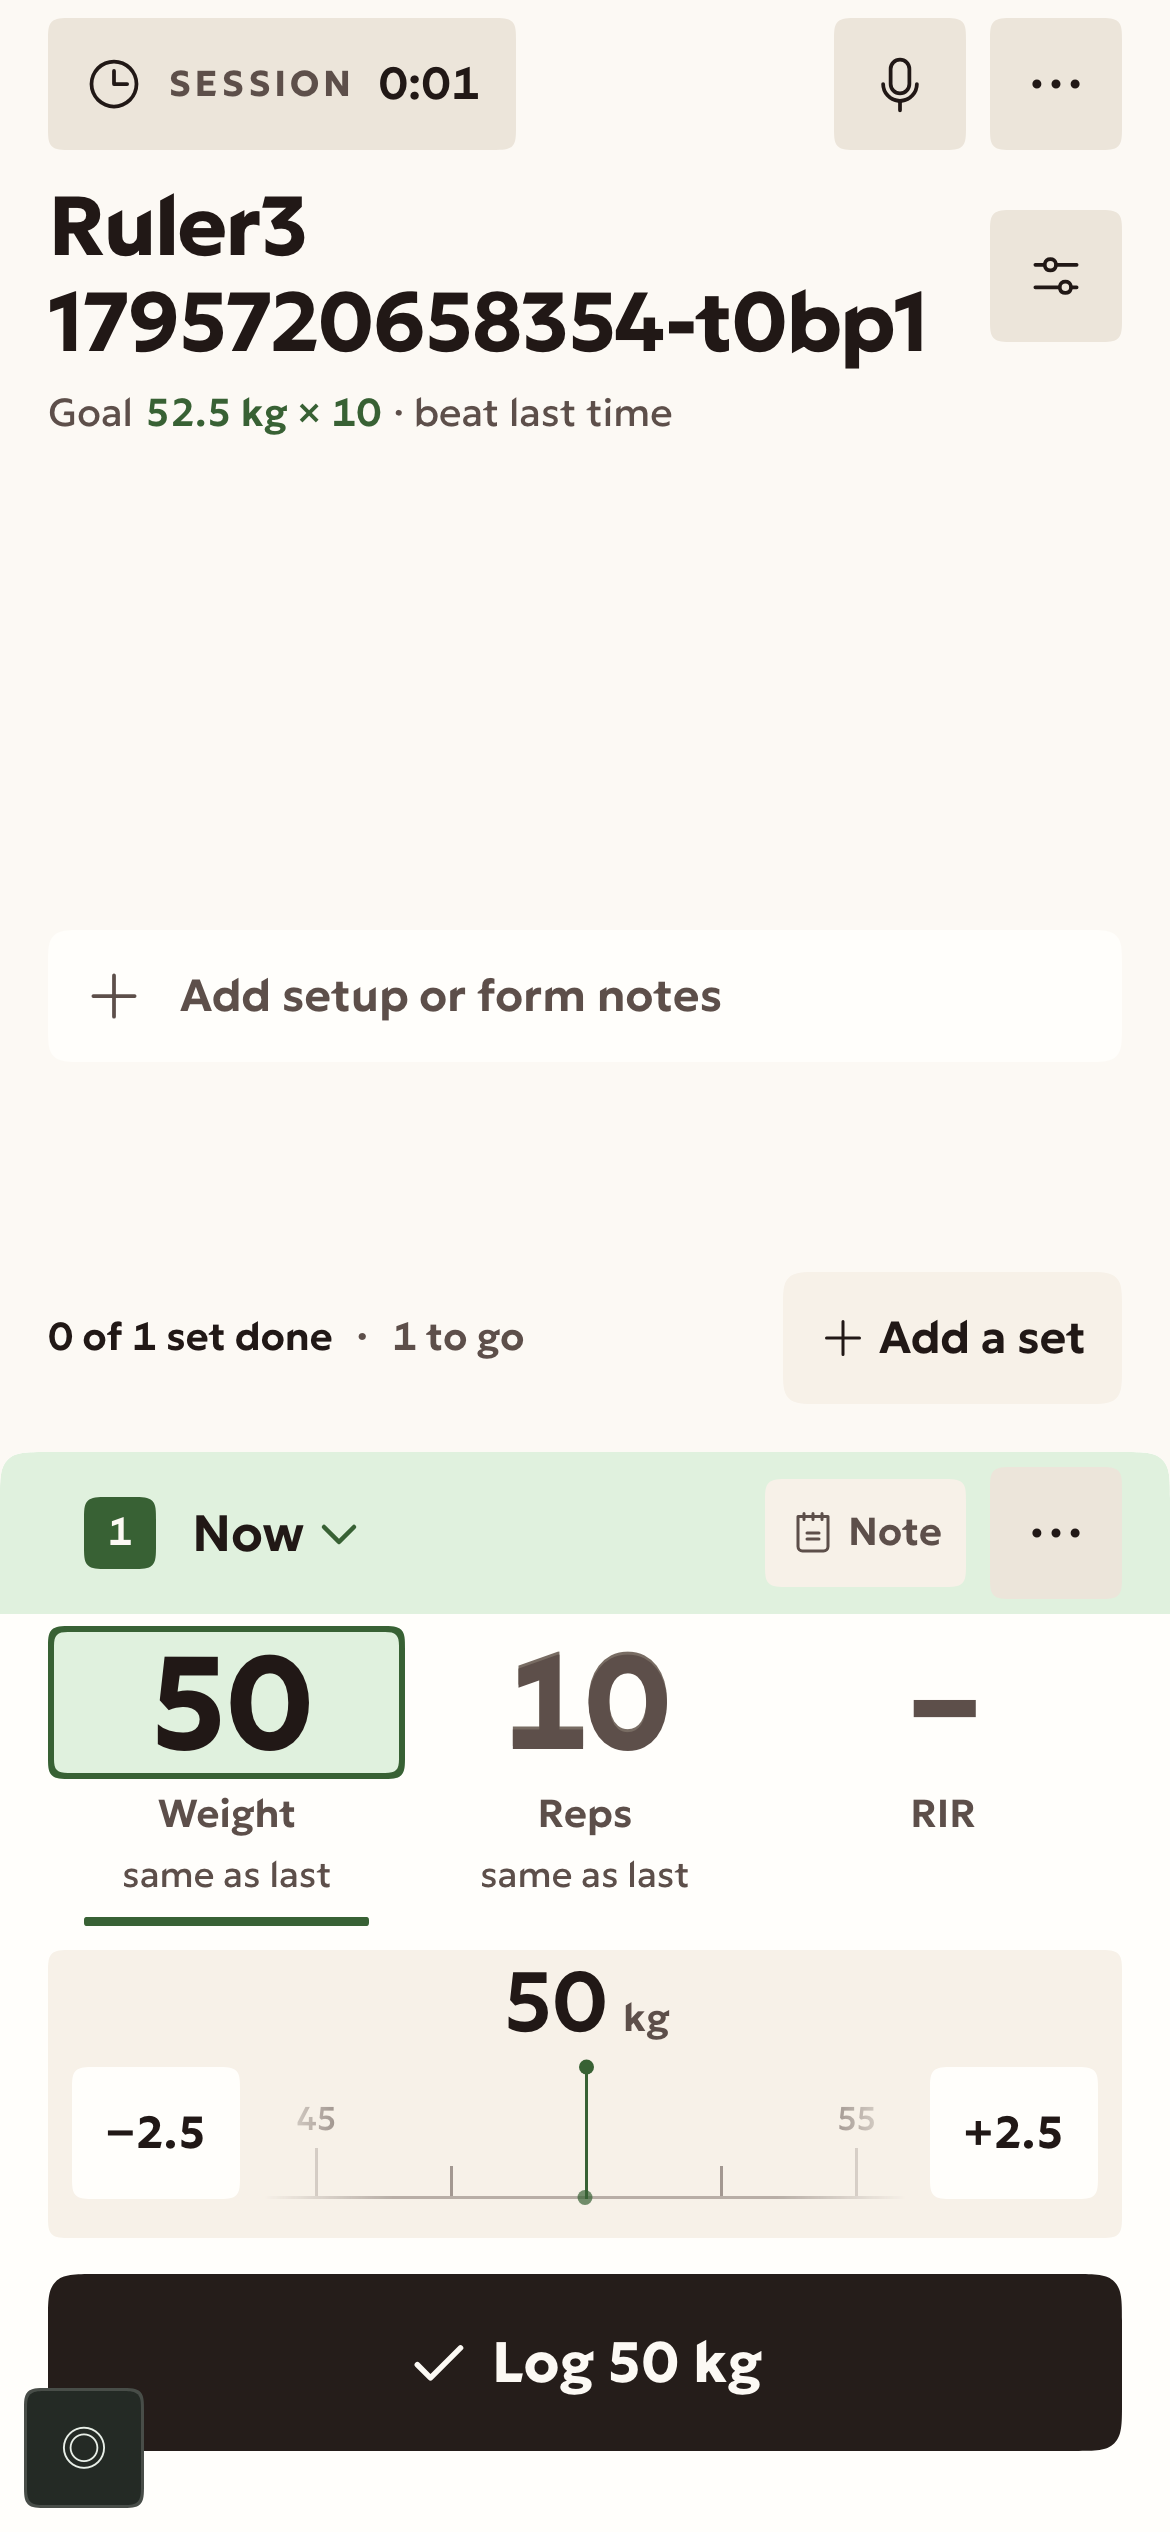 SESSION 0:01
Ruler3
1795720658354-t0bp1
Goal 52.5 kg × 10 · beat last time
Add setup or form notes
0 of 1 set done · 1 to go
Add a set
1 Now
Note
50 10 –
Weight Reps RIR
same as last same as last
50 kg
−2.5 45 55 +2.5
Log 50 kg